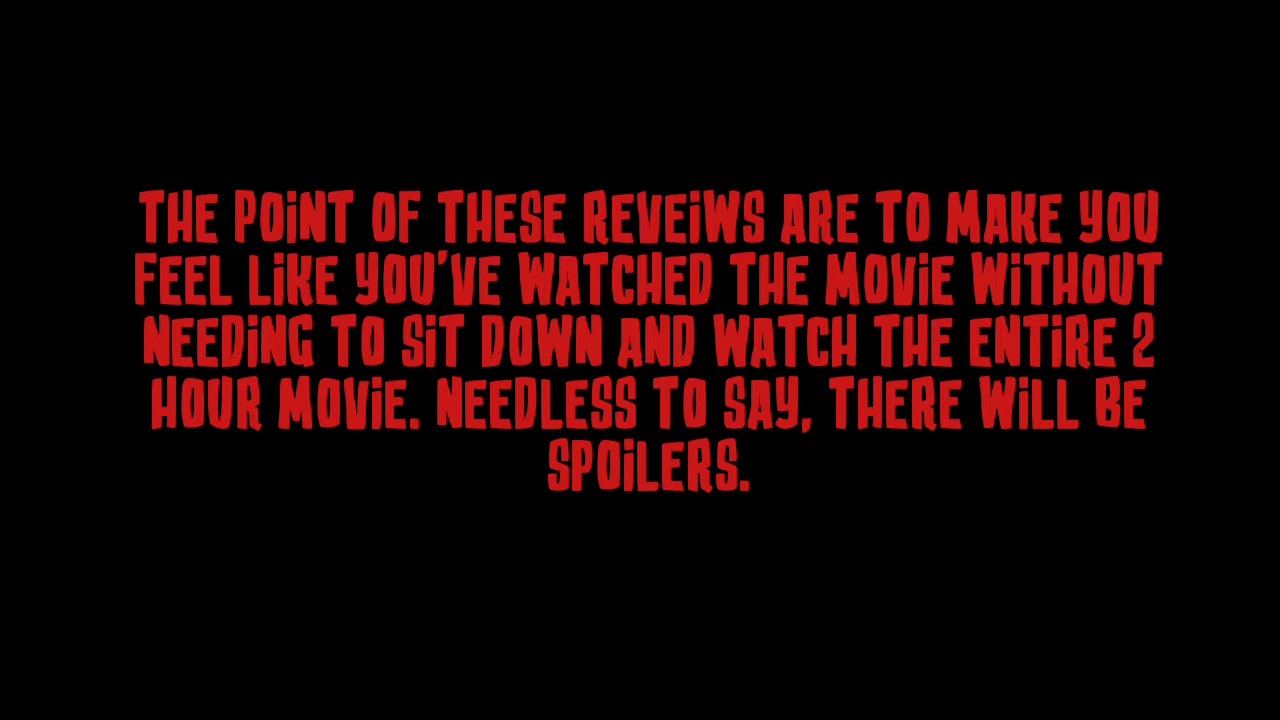 THE POiNT OF THESE REVEiWS ARE TO MAKE YOU
FEEL LiKE YOU'VE WATCHED THE MOViE WiTHOUT
NEEDiNG TO SiT DOWN AND WATCH THE ENTiRE 2
HOUR MOViE. NEEDLESS TO SAY, THERE WiLL BE
SPOiLERS.